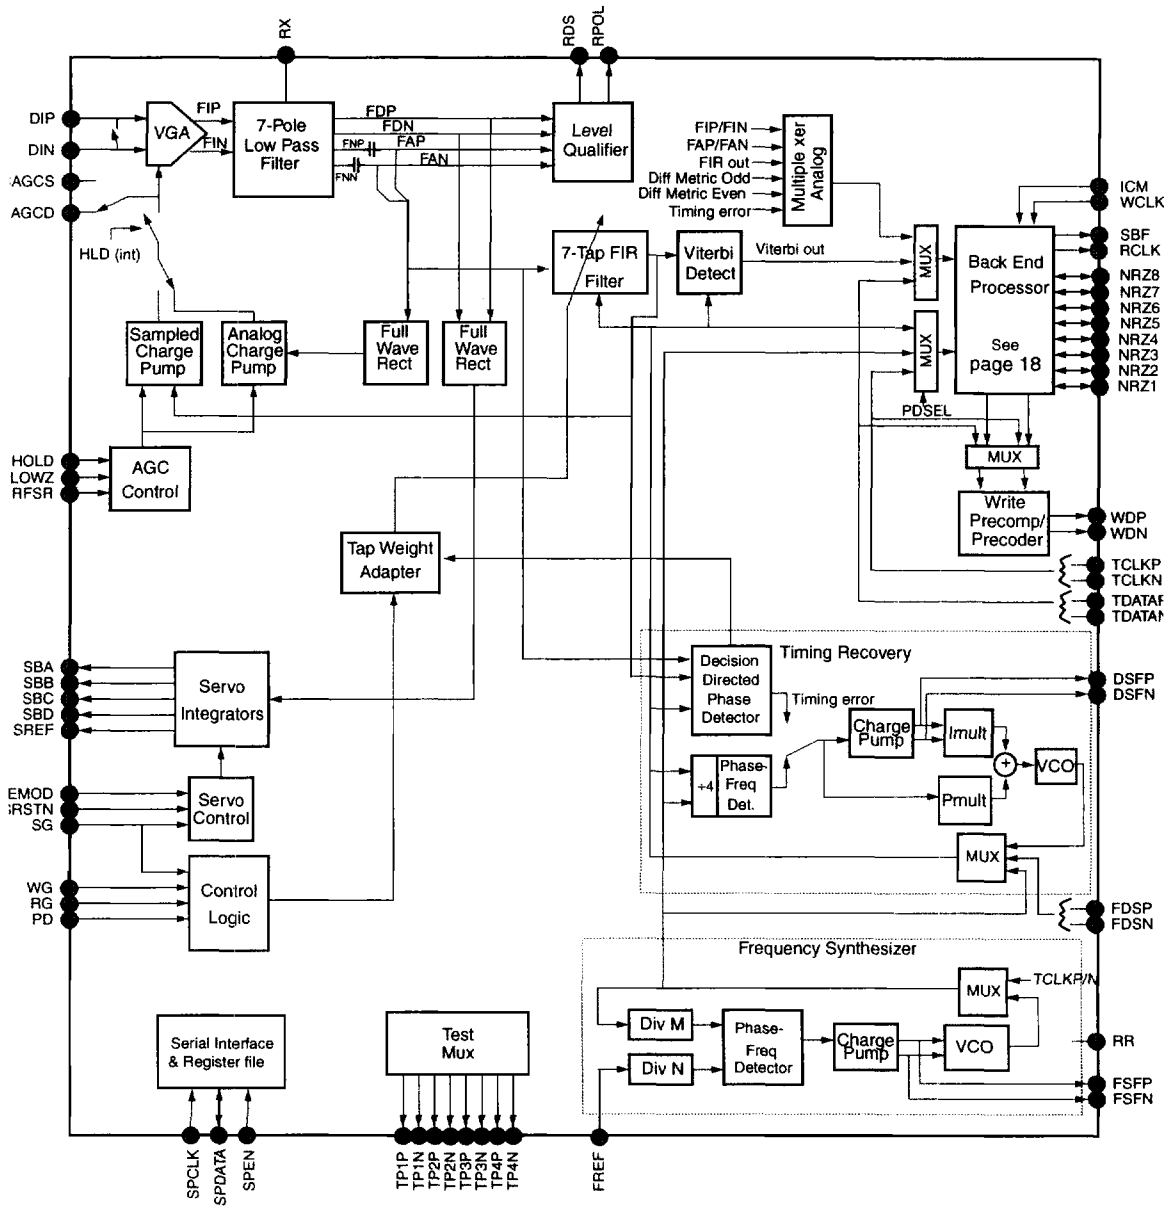 RX
RDS
RPOL
DIP
DIN
AGCS
AGCD
VGA
FIP
FIN
7-Pole
Low Pass
Filter
FDP
FDN
FNP
FAP
FNN
FAN
Level
Qualifier
FIP/FIN
FAP/FAN
FIR out
Diff Metric Odd
Diff Metric Even
Timing error
Multiple xer
Analog
HLD (int)
7-Tap FIR
Filter
Viterbi
Detect
Viterbi out
MUX
MUX
PDSEL
Back End
Processor
See
page 18
ICM
WCLK
SBF
RCLK
NRZ8
NRZ7
NRZ6
NRZ5
NRZ4
NRZ3
NRZ2
NRZ1
Sampled
Charge
Pump
Analog
Charge
Pump
Full
Wave
Rect
Full
Wave
Rect
HOLD
LOWZ
RFSR
AGC
Control
MUX
Write
Precomp/
Precoder
WDP
WDN
TCLKP
TCLKN
TDATAP
TDATAN
Tap Weight
Adapter
SBA
SBB
SBC
SBD
SREF
Servo
Integrators
Timing Recovery
Decision
Directed
Phase
Detector
Timing error
Charge
Pump
Imult
+
VCO
Pmult
÷4
Phase-
Freq
Det.
MUX
DSFP
DSFN
EMOD
RSTN
SG
Servo
Control
WG
RG
PD
Control
Logic
FDSP
FDSN
Frequency Synthesizer
MUX
TCLKP/N
Div M
Div N
Phase-
Freq
Detector
Charge
Pump
VCO
RR
FSFP
FSFN
Serial Interface
& Register file
Test
Mux
SPCLK
SPDATA
SPEN
TP1P
TP1N
TP2P
TP2N
TP3P
TP3N
TP4P
TP4N
FREF